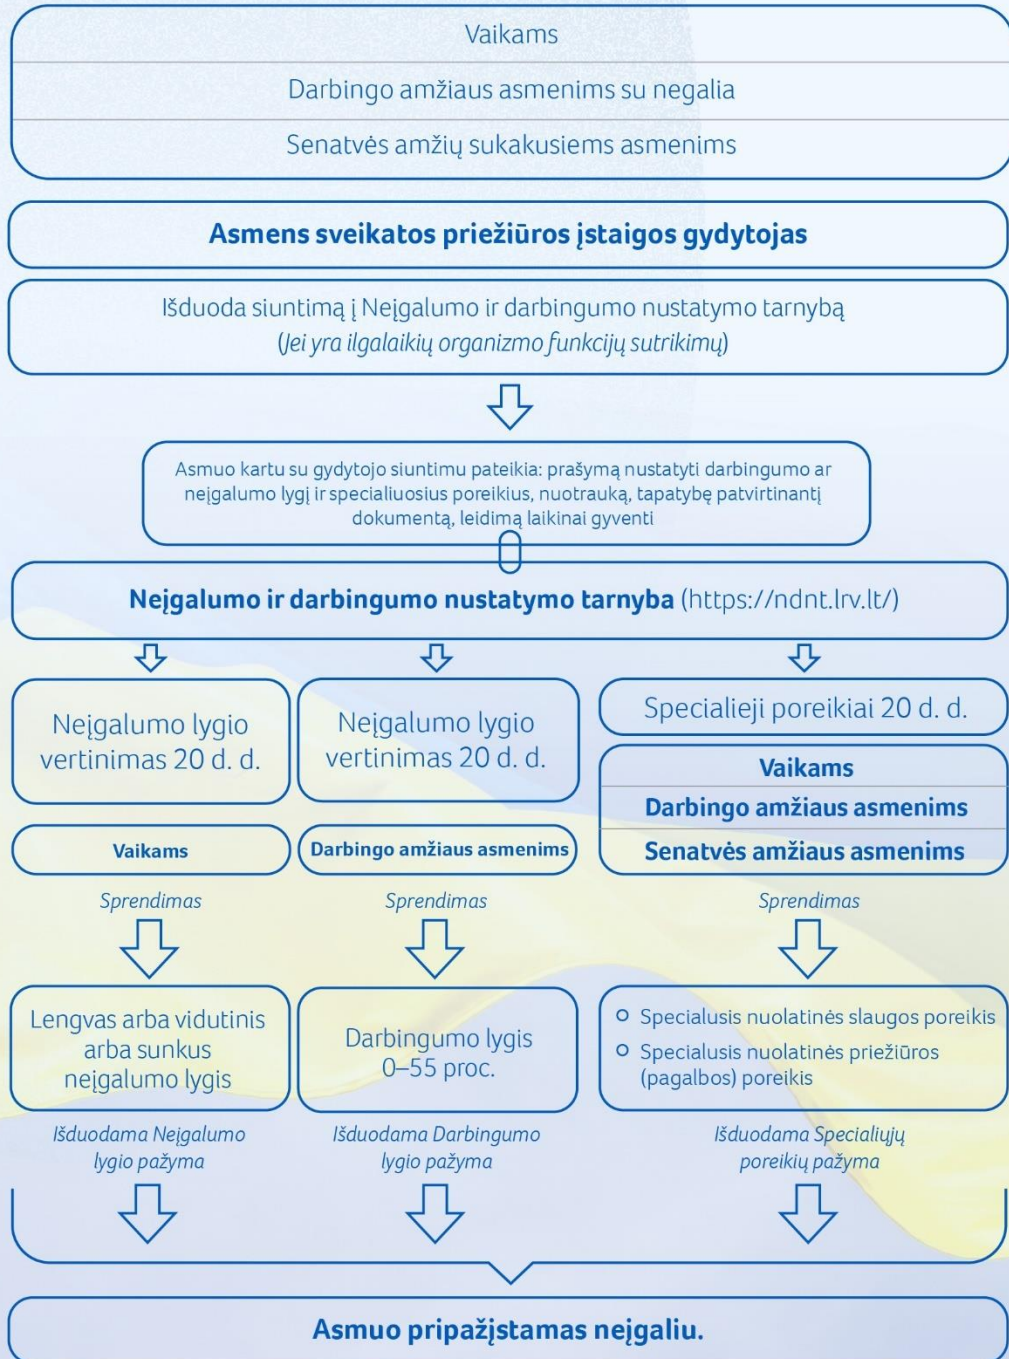 Vaikams
Darbingo amžiaus asmenims su negalia
Senatvės amžių sukakusiems asmenims
Asmens sveikatos priežiūros įstaigos gydytojas
Išduoda siuntimą į Neįgalumo ir darbingumo nustatymo tarnybą
(Jei yra ilgalaikių organizmo funkcijų sutrikimų)
Asmuo kartu su gydytojo siuntimu pateikia: prašymą nustatyti darbingumo ar
neįgalumo lygį ir specialiuosius poreikius, nuotrauką, tapatybę patvirtinantį
dokumentą, leidimą laikinai gyventi
Neįgalumo ir darbingumo nustatymo tarnyba (https://ndnt.lrv.lt/)
Neįgalumo lygio
vertinimas 20 d. d.
Vaikams
Sprendimas
Lengvas arba vidutinis
arba sunkus
neįgalumo lygis
Išduodama Neįgalumo
lygio pažyma
Neįgalumo lygio
vertinimas 20 d. d.
Darbingo amžiaus asmenims
Sprendimas
Darbingumo lygis
0–55 proc.
Išduodama Darbingumo
lygio pažyma
Specialieji poreikiai 20 d. d.
Vaikams
Darbingo amžiaus asmenims
Senatvės amžiaus asmenims
Sprendimas
Specialusis nuolatinės slaugos poreikis
Specialusis nuolatinės priežiūros
(pagalbos) poreikis
Išduodama Specialiųjų
poreikių pažyma
Asmuo pripažįstamas neįgaliu.